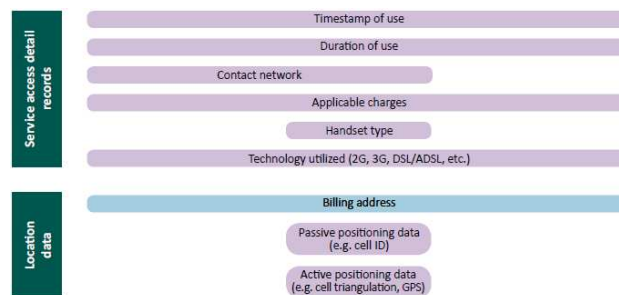 Service access detail
records
Timestamp of use
Duration of use
Contact network
Applicable charges
Handset type
Technology utilized (2G, 3G, DSL/ADSL, etc.)
Location
data
Billing address
Passive positioning data
(e.g. cell ID)
Active positioning data
(e.g. cell triangulation, GPS)